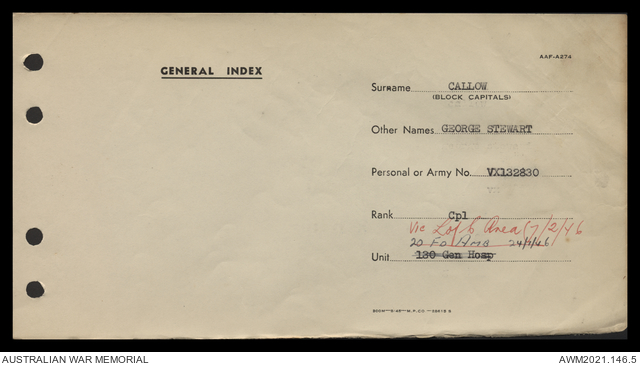 AAF-A274
GENERAL INDEX
Surname CALLOW
(BLOCK CAPITALS)
Other Names GEORGE STEWART
Personal or Army No. VX132830
Rank Cpl
Vic L of C Area (7/2/46
20 FD AMB 24/1/46
Unit 130 Gen Hosp
AUSTRALIAN WAR MEMORIAL
AWM2021.146.5